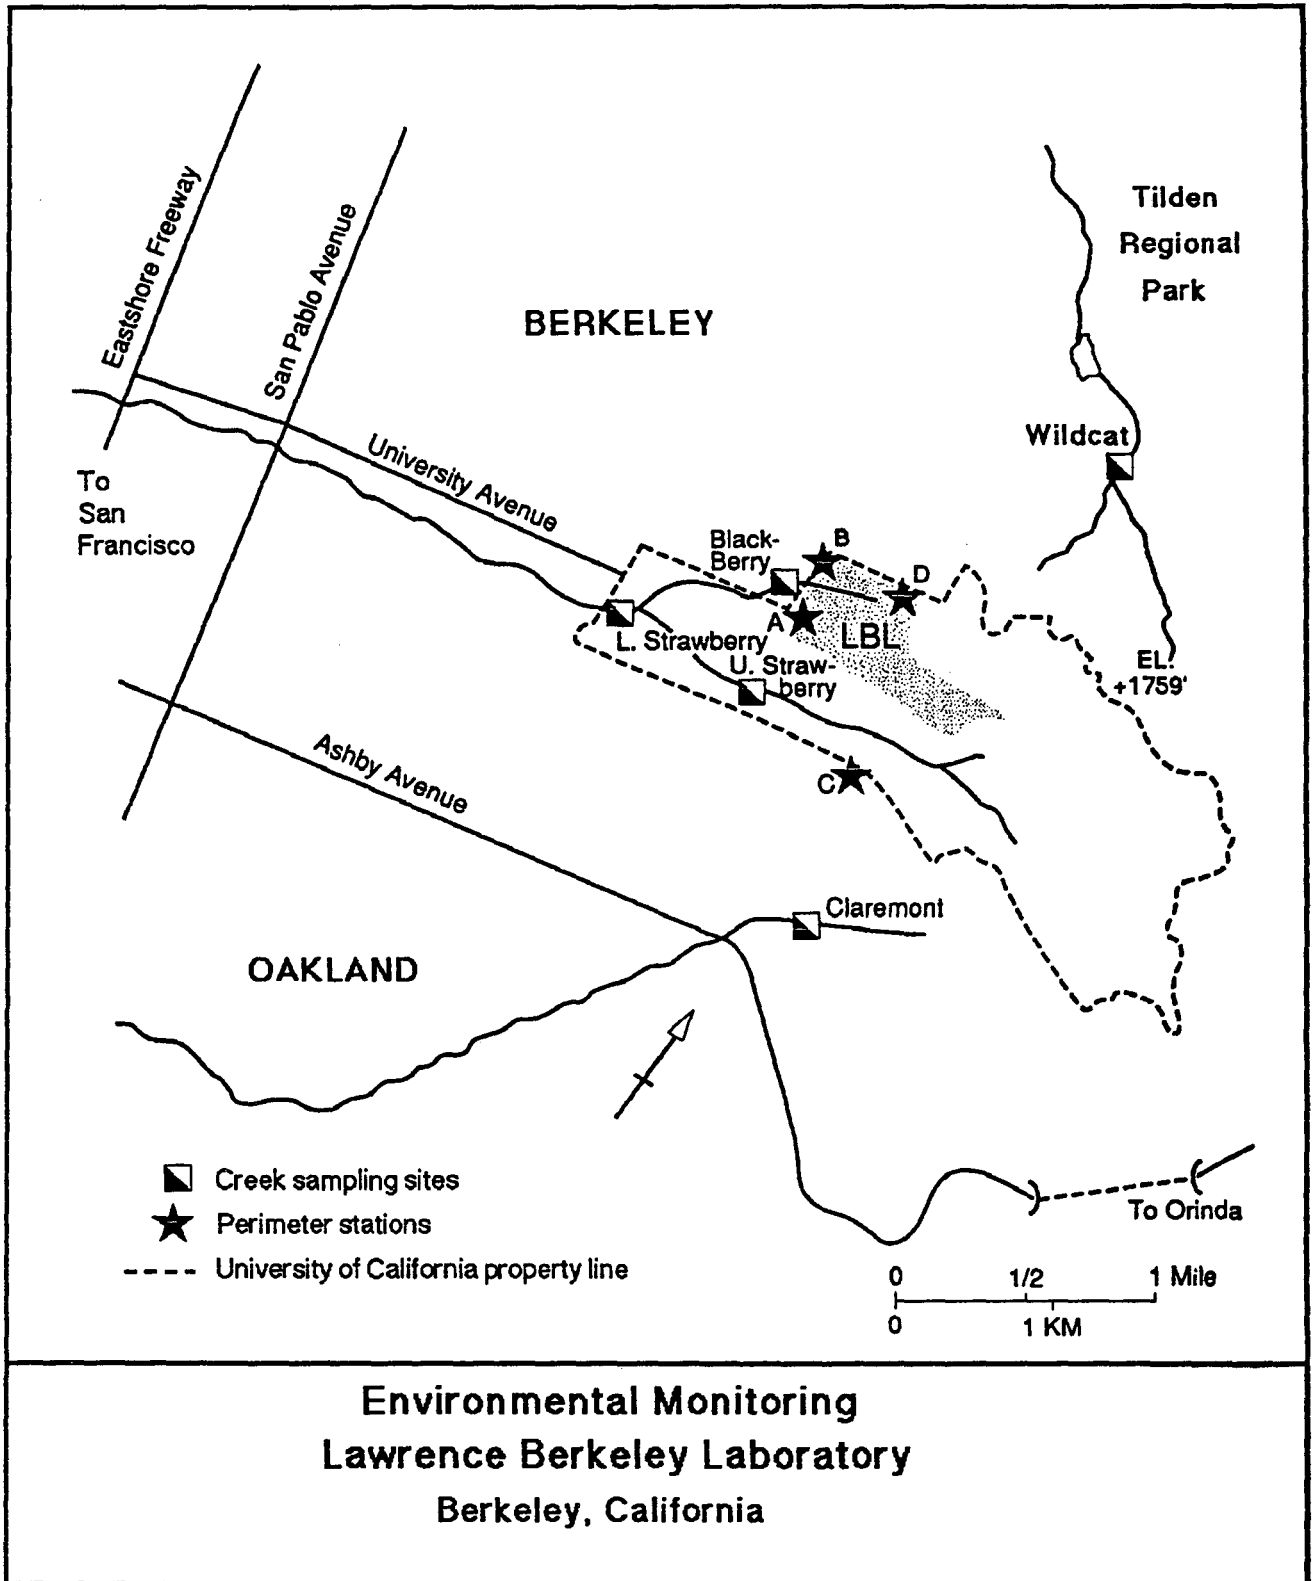 Tilden
Regional
Park
Eastshore Freeway
San Pablo Avenue
BERKELEY
University Avenue
Wildcat
To
San
Francisco
Black-
Berry
B
D
A
LBL
L. Strawberry
U. Straw-
berry
EL.
+1759'
C
Ashby Avenue
Claremont
OAKLAND
Creek sampling sites
Perimeter stations
University of California property line
To Orinda
0 1/2 1 Mile
0 1 KM
Environmental Monitoring
Lawrence Berkeley Laboratory
Berkeley, California